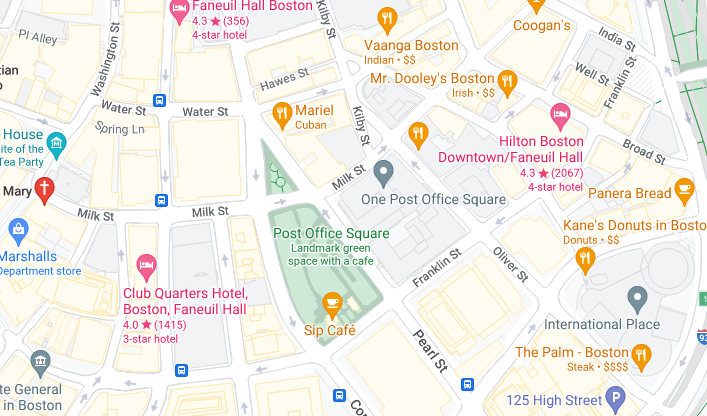 Faneuil Hall Boston
4.3 ★ (356)
4-star hotel
Kilby St
Coogan's
India St
Pi Alley
Washington St
Vaanga Boston
Indian • $$
Hawes St
Mr. Dooley's Boston
Irish • $$
Well St
Franklin St
Water St
Water St
Spring Ln
Mariel
Cuban
Kilby St
House
ite of the
Tea Party
Hilton Boston
Downtown/Faneuil Hall
4.3 ★ (2067)
4-star hotel
Broad St
Mary
Milk St
One Post Office Square
Panera Bread
Milk St
Milk St
Post Office Square
Landmark green
space with a cafe
Kane's Donuts in Bosto
Donuts • $$
Marshalls
Department store
Franklin St
Oliver St
Club Quarters Hotel,
Boston, Faneuil Hall
4.0 ★ (1415)
3-star hotel
Sip Café
International Place
Pearl St
The Palm - Boston
Steak • $$$$
te General
in Boston
125 High Street
P
93